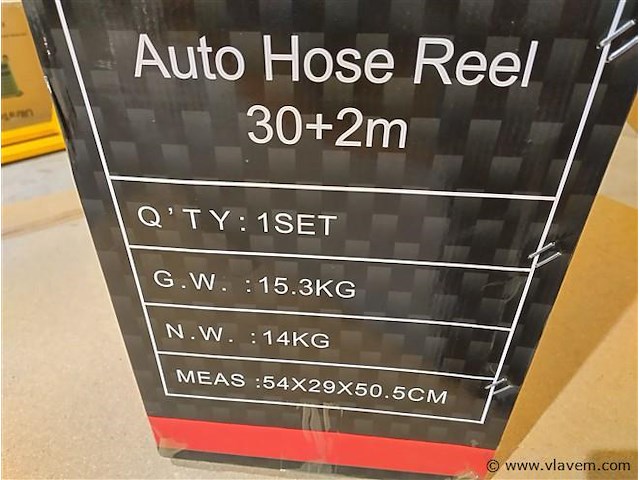 Auto Hose Reel
30+2m
Q'TY: 1SET
G.W. :15.3KG
N.W. :14KG
MEAS :54X29X50.5CM
© www.vlavem.com